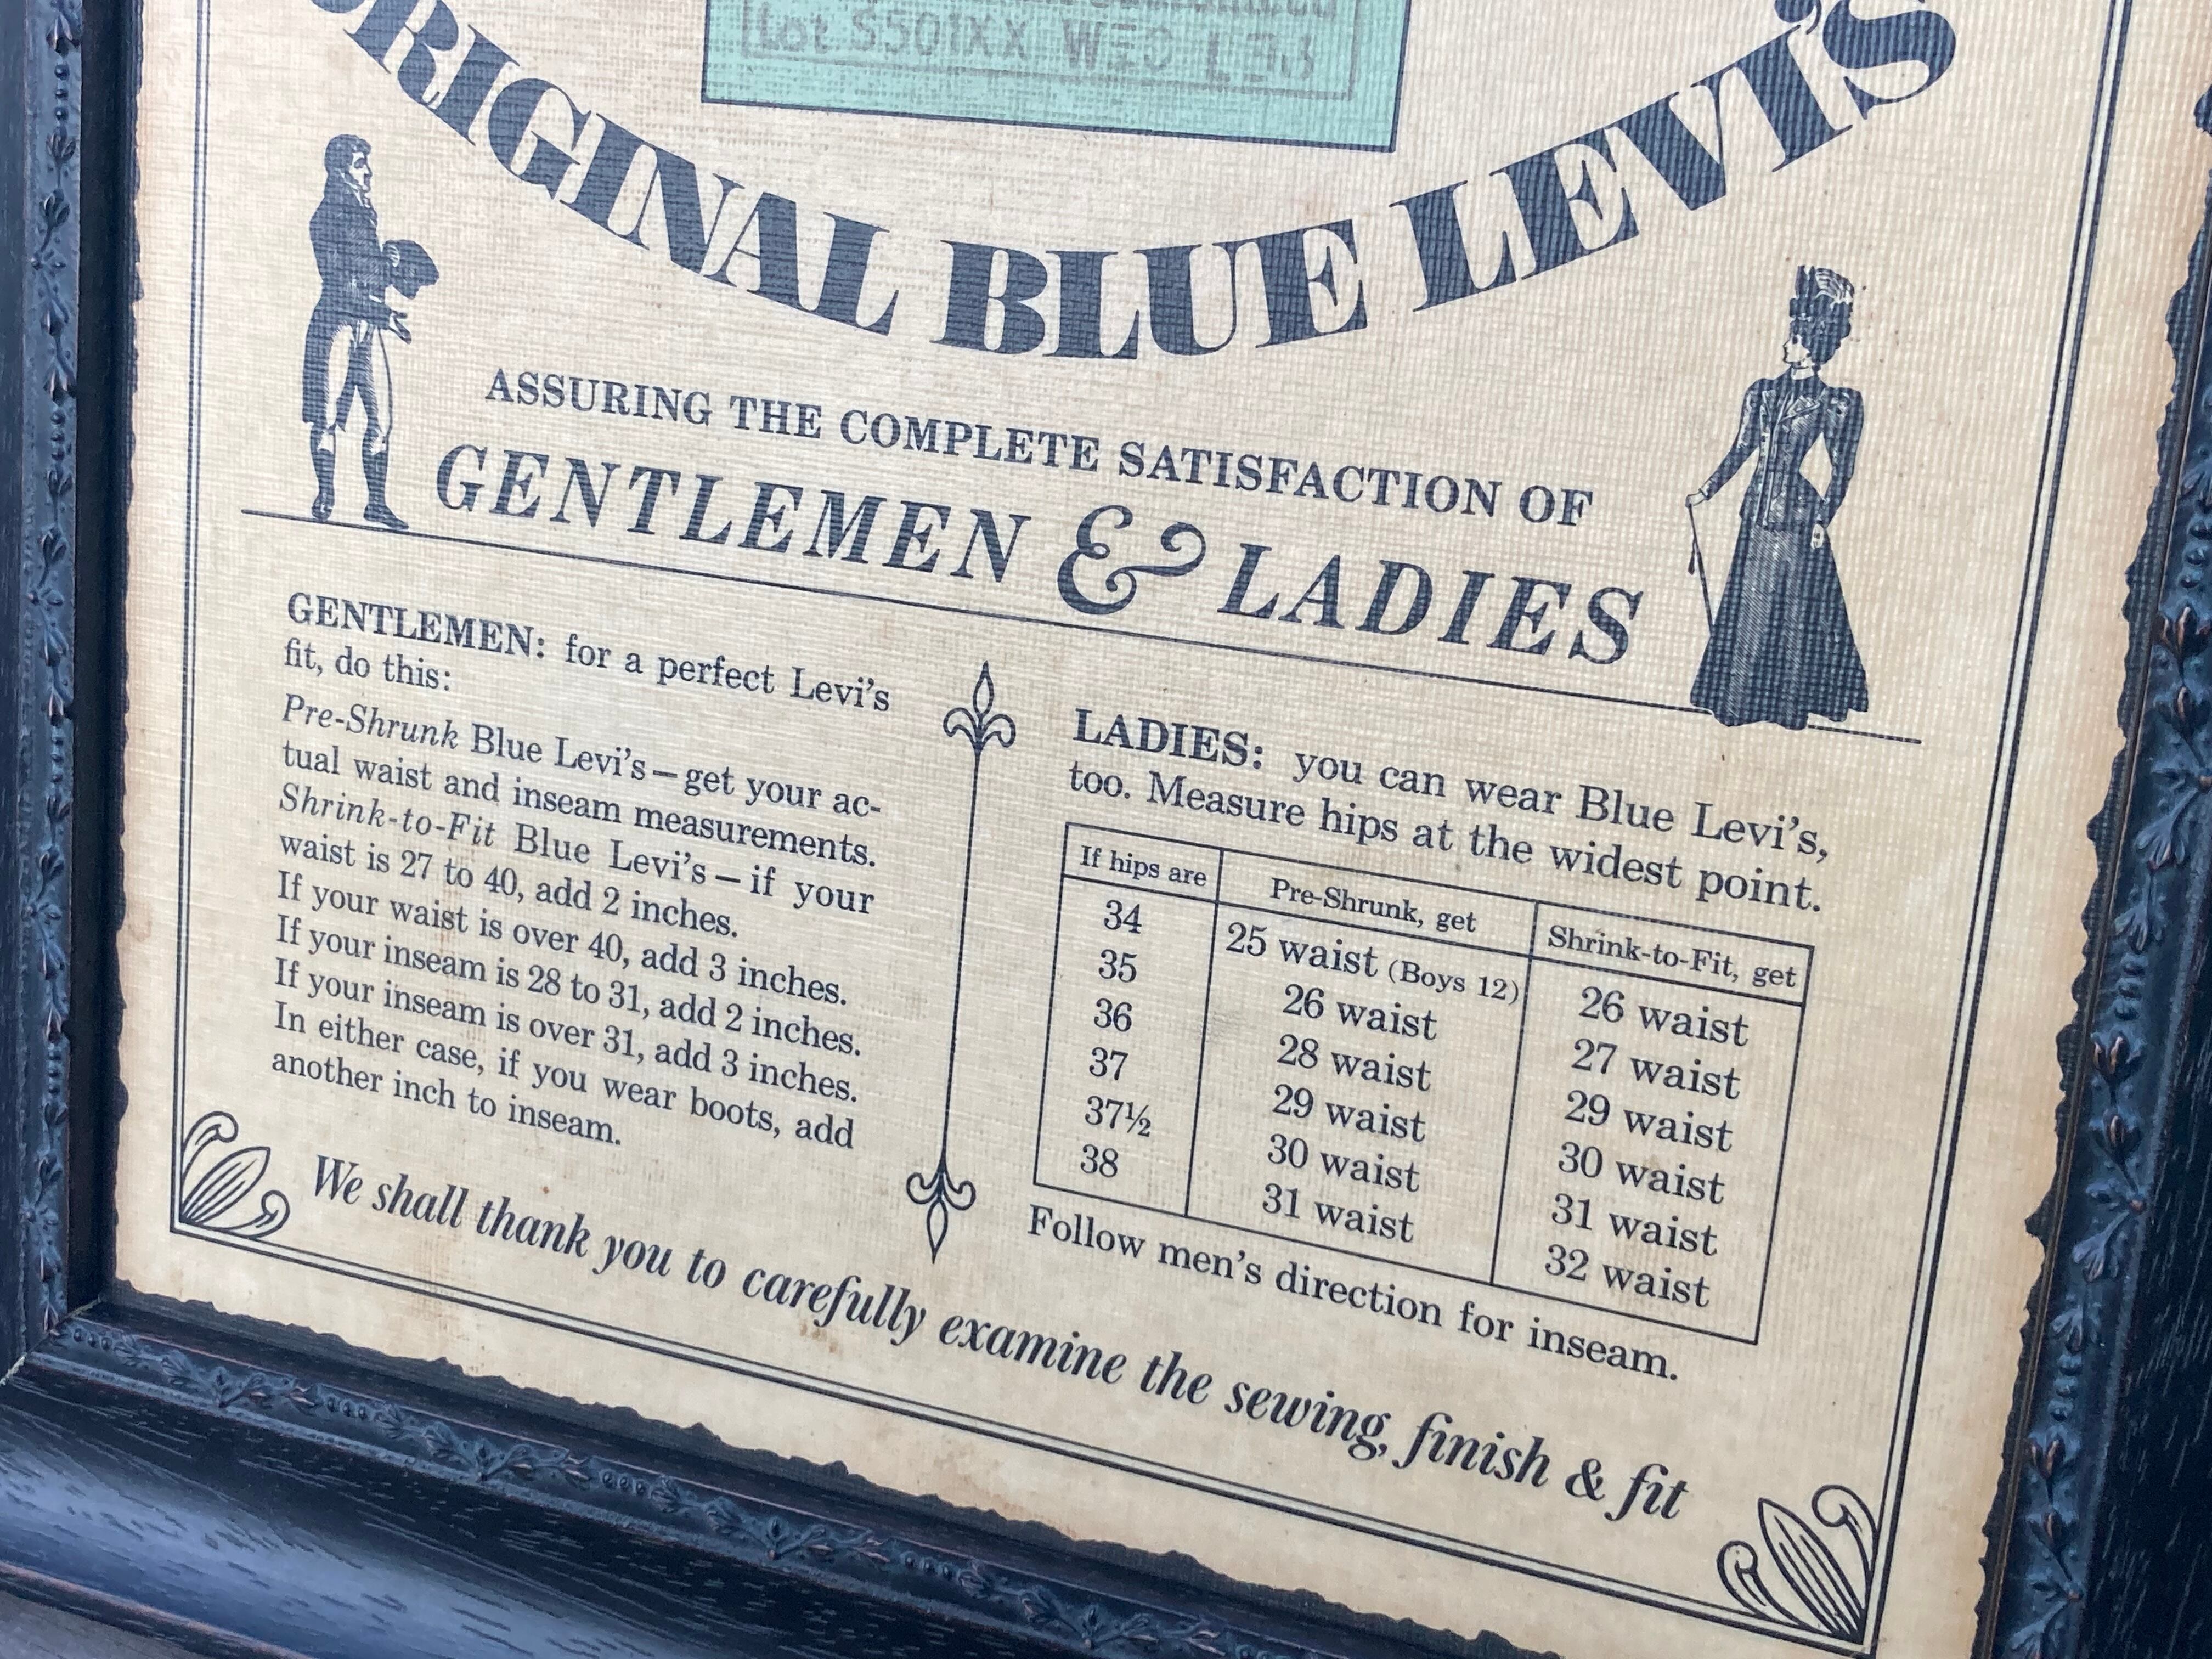 Lot S501XX
ORIGINAL BLUE LEVI'S
ASSURING THE COMPLETE SATISFACTION OF
GENTLEMEN & LADIES
GENTLEMEN: for a perfect Levi's
fit, do this:
Pre-Shrunk Blue Levi's—get your ac-
tual waist and inseam measurements.
Shrink-to-Fit Blue Levi's—if your
waist is 27 to 40, add 2 inches.
If your waist is over 40, add 3 inches.
If your inseam is 28 to 31, add 2 inches.
If your inseam is over 31, add 3 inches.
In either case, if you wear boots, add
another inch to inseam.
LADIES: you can wear Blue Levi's,
too. Measure hips at the widest point.
If hips are Pre-Shrunk, get Shrink-to-Fit, get
34 25 waist (Boys 12) 26 waist
35 26 waist 27 waist
36 28 waist 29 waist
37 29 waist 30 waist
37½ 30 waist 31 waist
38 31 waist 32 waist
Follow men's direction for inseam.
We shall thank you to carefully examine the sewing, finish & fit